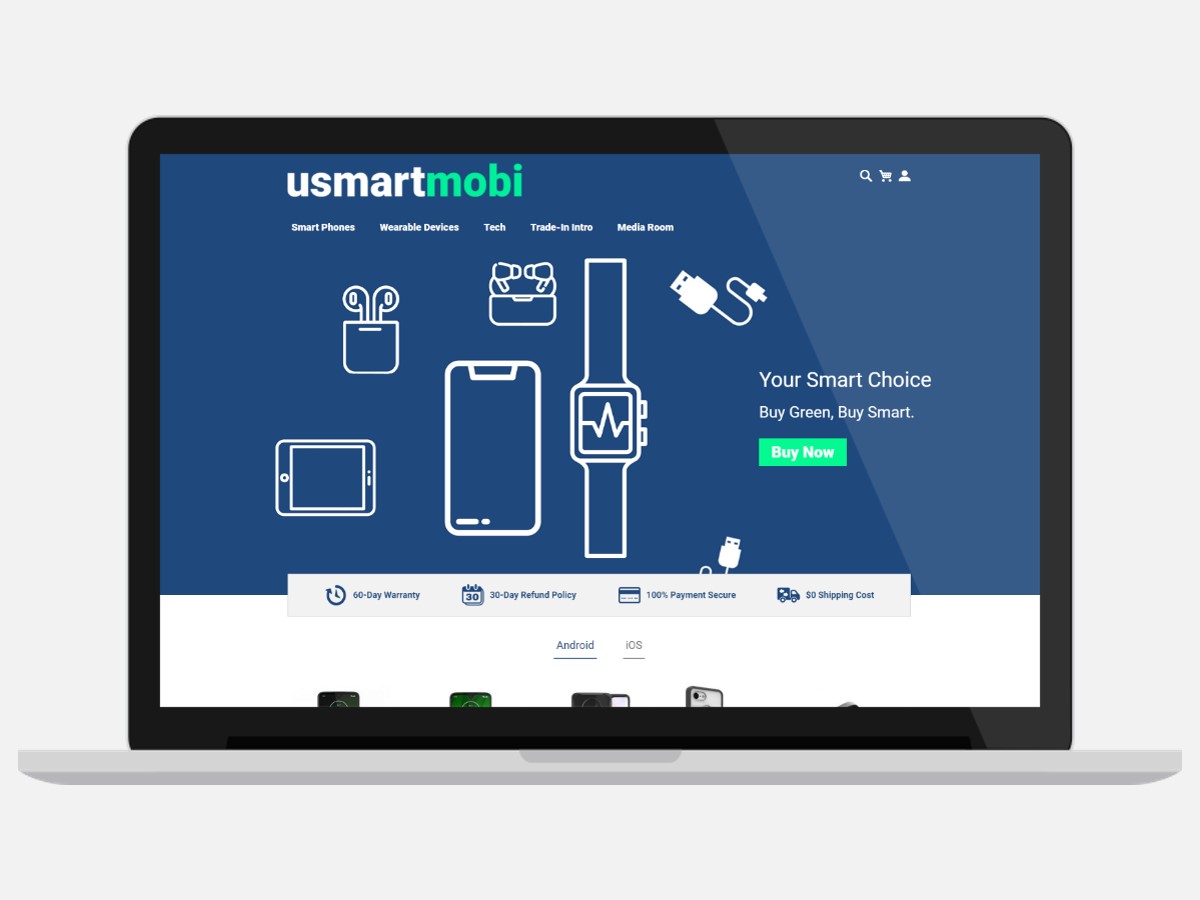 usmartmobi
Smart Phones Wearable Devices Tech Trade-In Intro Media Room
Your Smart Choice
Buy Green, Buy Smart.
Buy Now
60-Day Warranty 30 30-Day Refund Policy 100% Payment Secure $0 Shipping Cost
Android iOS